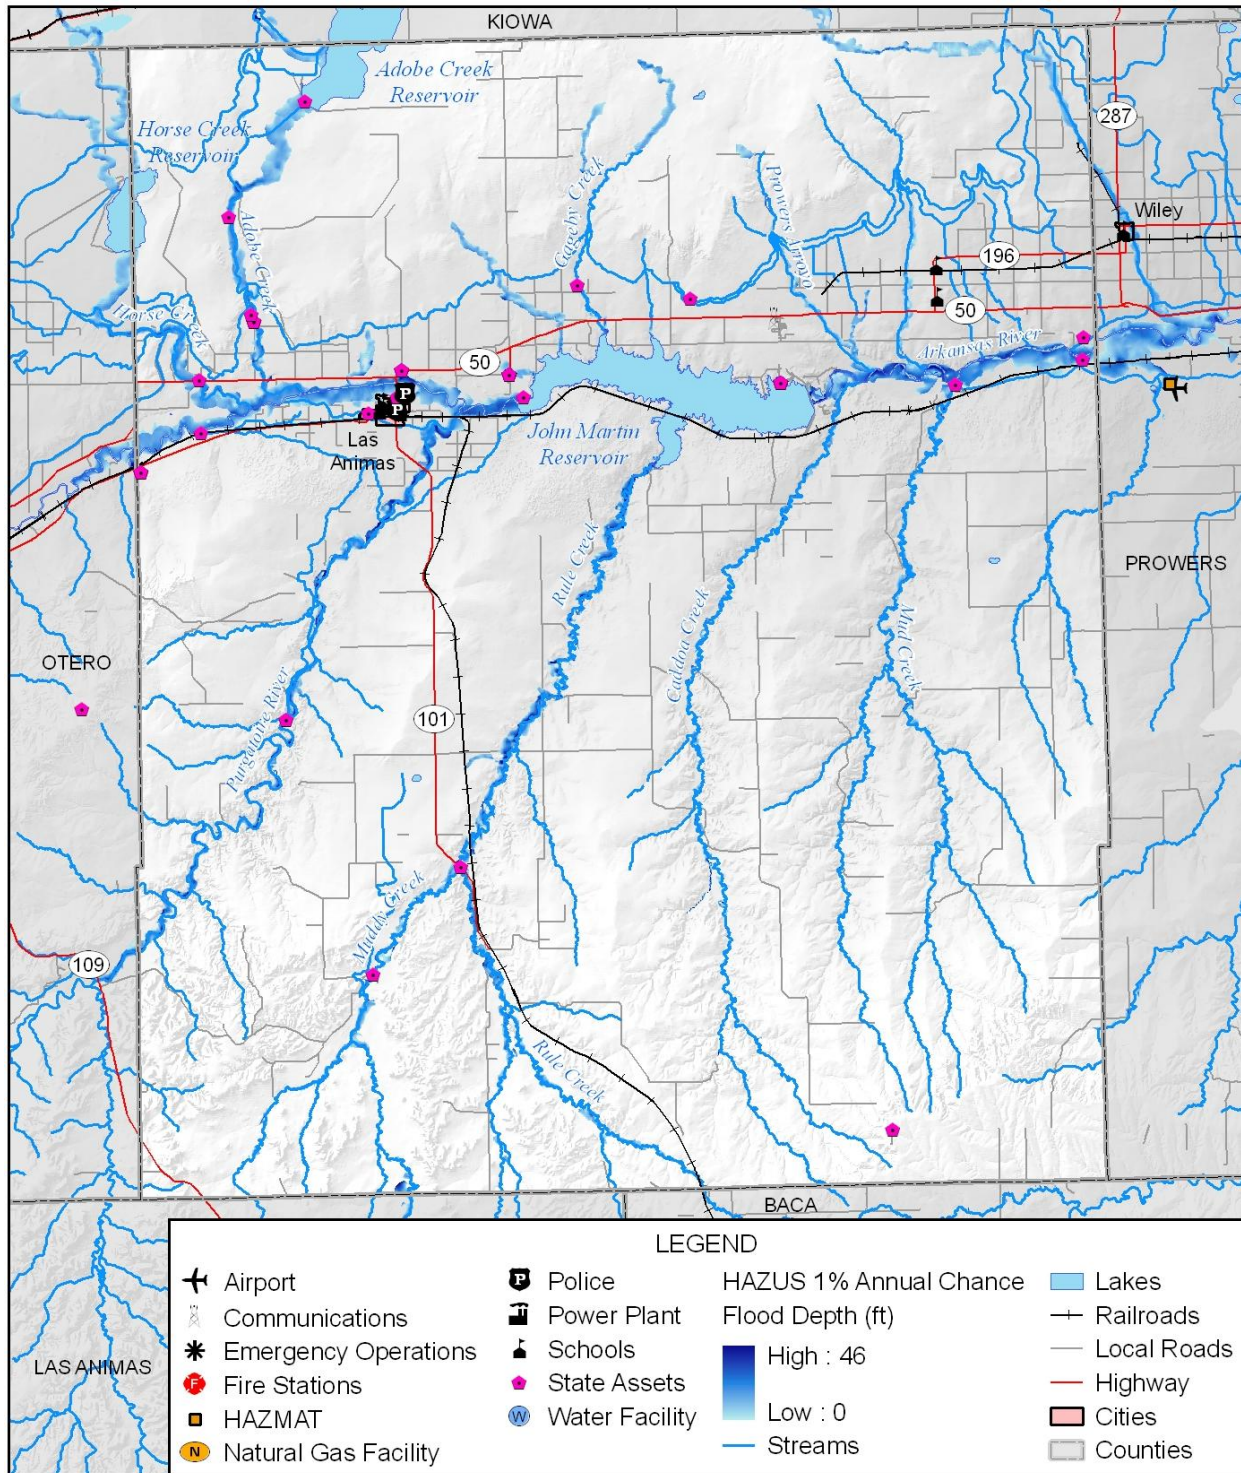 KIOWA
Adobe Creek
Reservoir
287
Horse Creek
Reservoir
Gageby Creek
Prowers Arroyo
Wiley
Adobe Creek
196
Horse Creek
50
Arkansas River
50
P
P
Las
Animas
John Martin
Reservoir
Rule Creek
PROWERS
Caddoa Creek
Mud Creek
OTERO
Purgatoire River
101
Muddy Creek
109
Rule Creek
BACA
LAS ANIMAS
LEGEND
Airport
Communications
Emergency Operations
F Fire Stations
HAZMAT
N Natural Gas Facility
P Police
Power Plant
Schools
State Assets
W Water Facility
HAZUS 1% Annual Chance
Flood Depth (ft)
High : 46
Low : 0
Streams
Lakes
Railroads
Local Roads
Highway
Cities
Counties